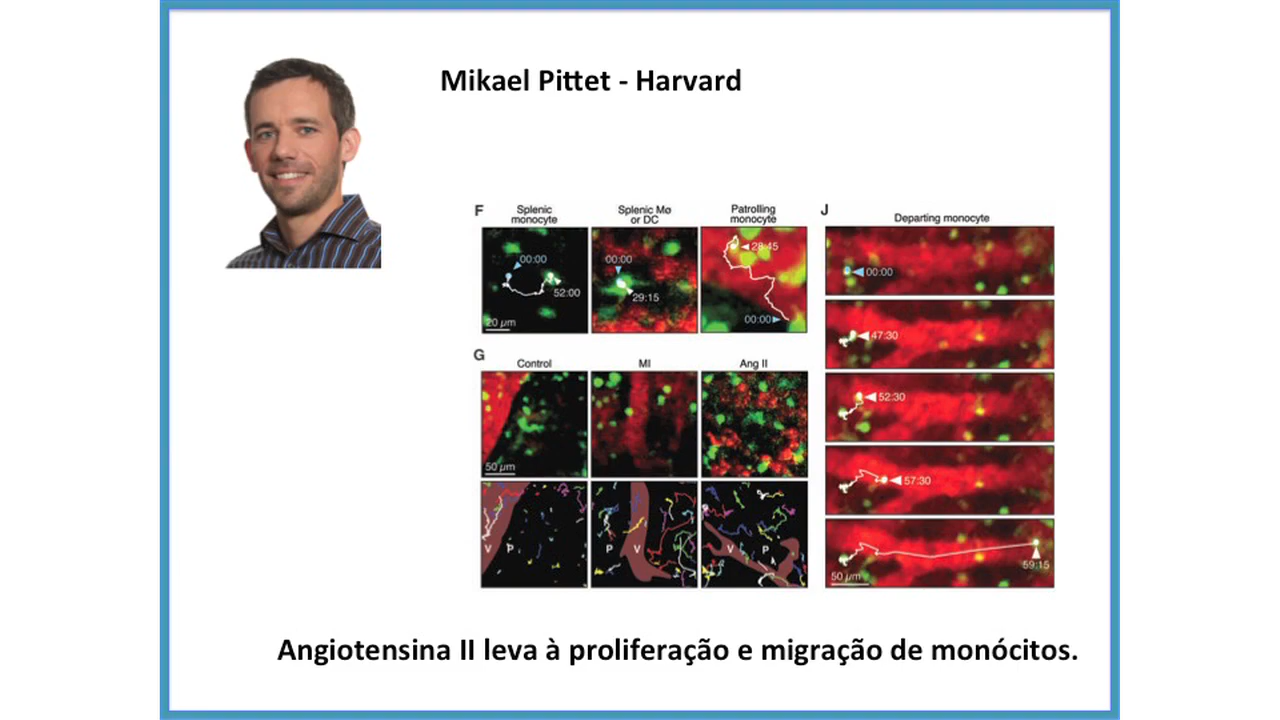 Mikael Pittet - Harvard
F
Splenic
monocyte
Splenic Mø
or DC
Patrolling
monocyte
J
Departing monocyte
00:00
52:00
20 µm
00:00
29:15
28:45
00:00
00:00
47:30
52:30
57:30
59:15
50 µm
G
Control
MI
Ang II
50 µm
V P
P V
V P
Angiotensina II leva à proliferação e migração de monócitos.